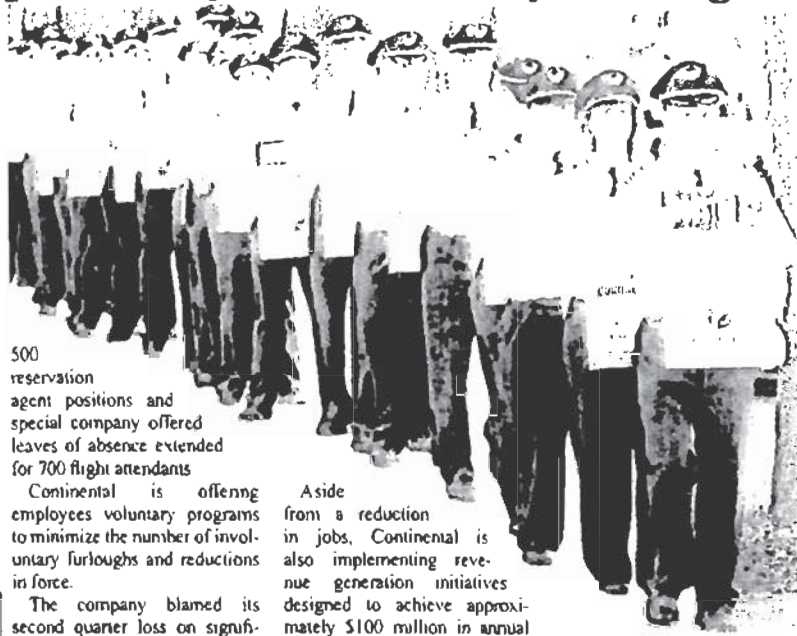 500
reservation
agent positions and
special company offered
leaves of absence extended
for 700 flight attendants
Continental is offering
employees voluntary programs
to minimize the number of invol-
untary furloughs and reductions
in force.
The company blamed its
second quarter loss on signifi-
Aside
from a reduction
in jobs, Continental is
also implementing reve-
nue generation initiatives
designed to achieve approxi-
mately $100 million in annual